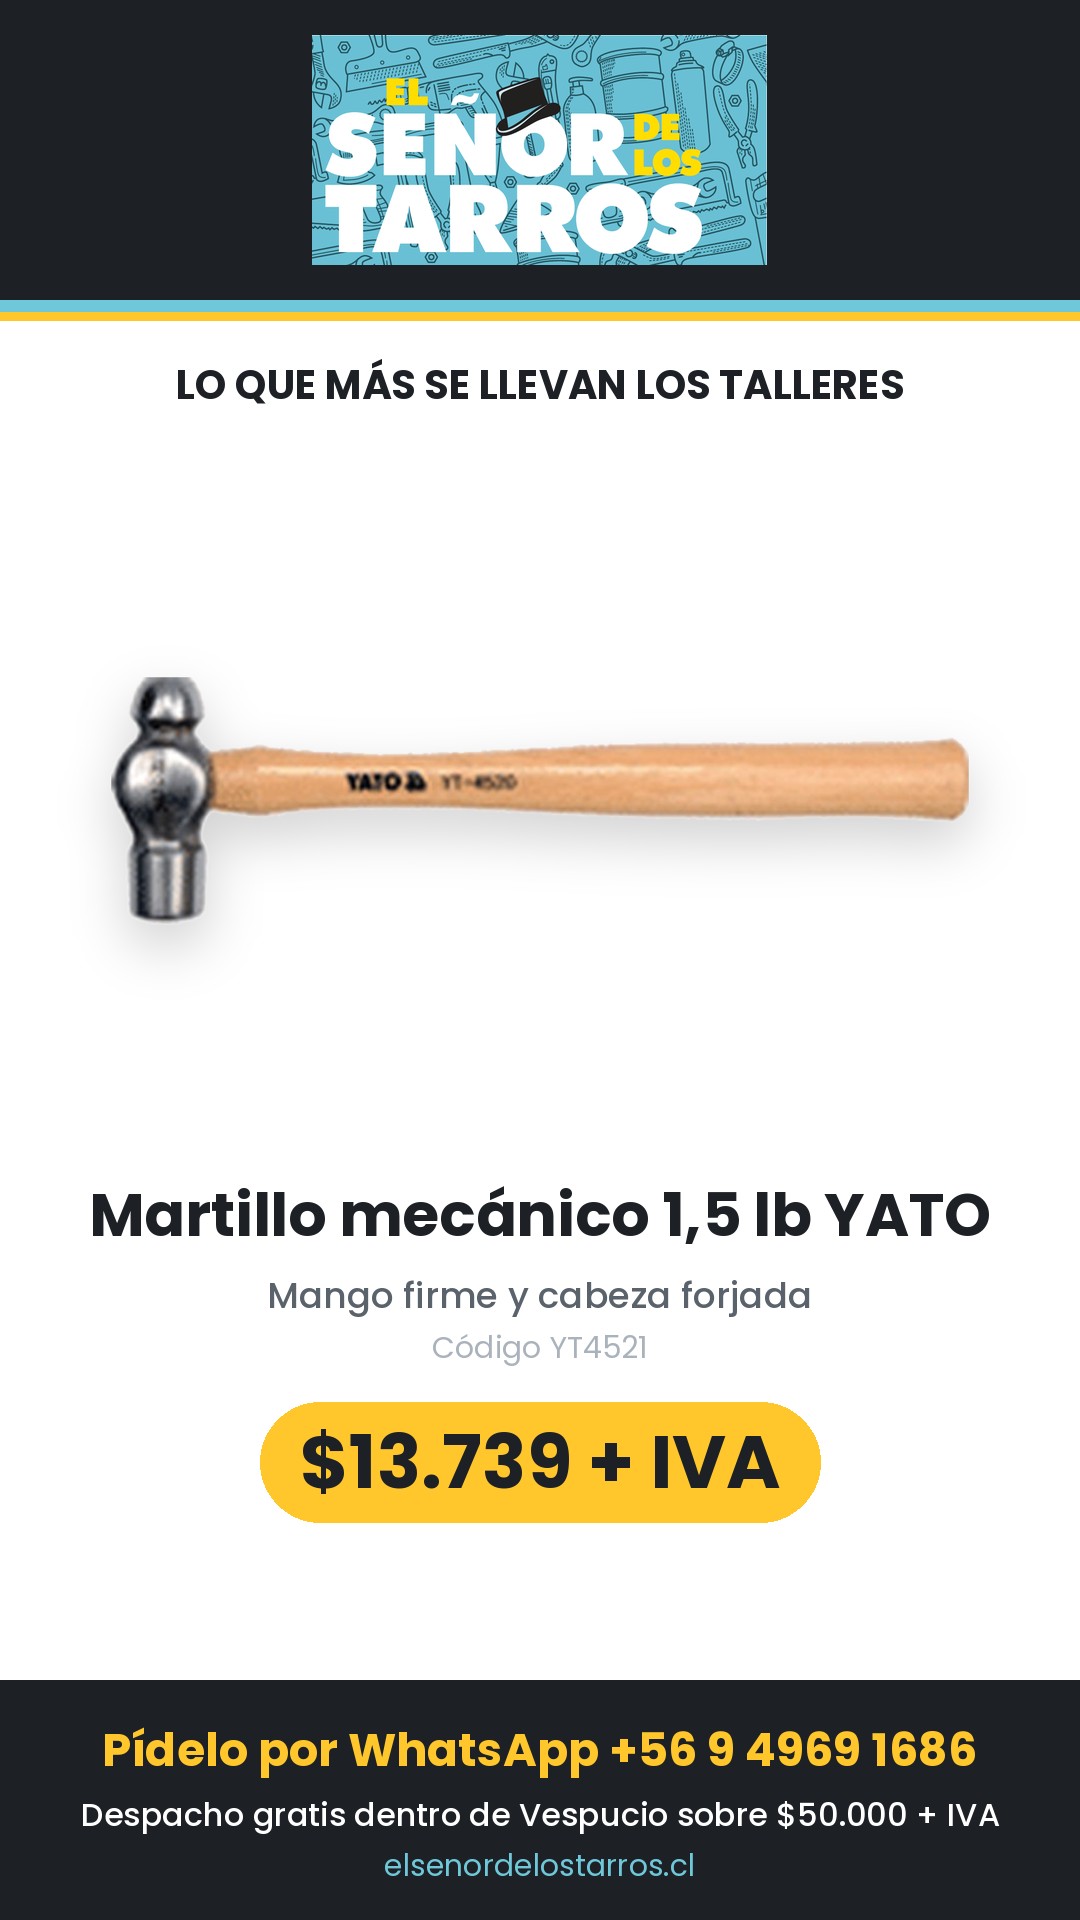 EL
SEÑOR DE LOS
TARROS
LO QUE MÁS SE LLEVAN LOS TALLERES
YATO YT-4520
Martillo mecánico 1,5 lb YATO
Mango firme y cabeza forjada
Código YT4521
$13.739 + IVA
Pídelo por WhatsApp +56 9 4969 1686
Despacho gratis dentro de Vespucio sobre $50.000 + IVA
elsenordelostarros.cl